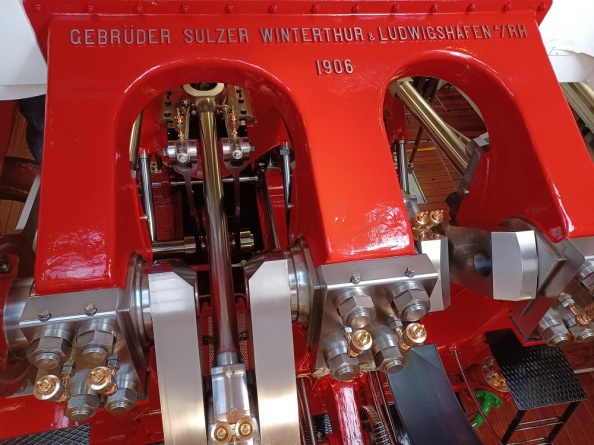 GEBRÜDER SULZER WINTERTHUR & LUDWIGSHAFEN A/RH
1906